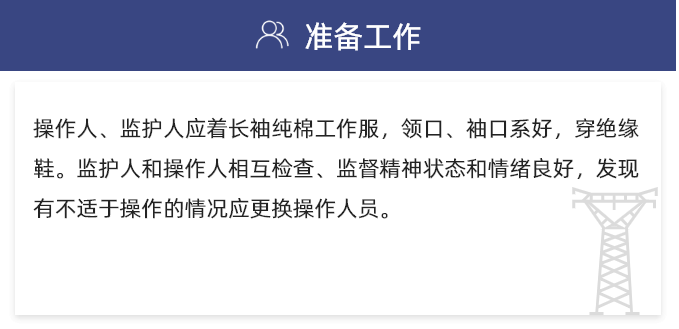 准备工作
操作人、监护人应着长袖纯棉工作服，领口、袖口系好，穿绝缘
鞋。监护人和操作人相互检查、监督精神状态和情绪良好，发现
有不适于操作的情况应更换操作人员。